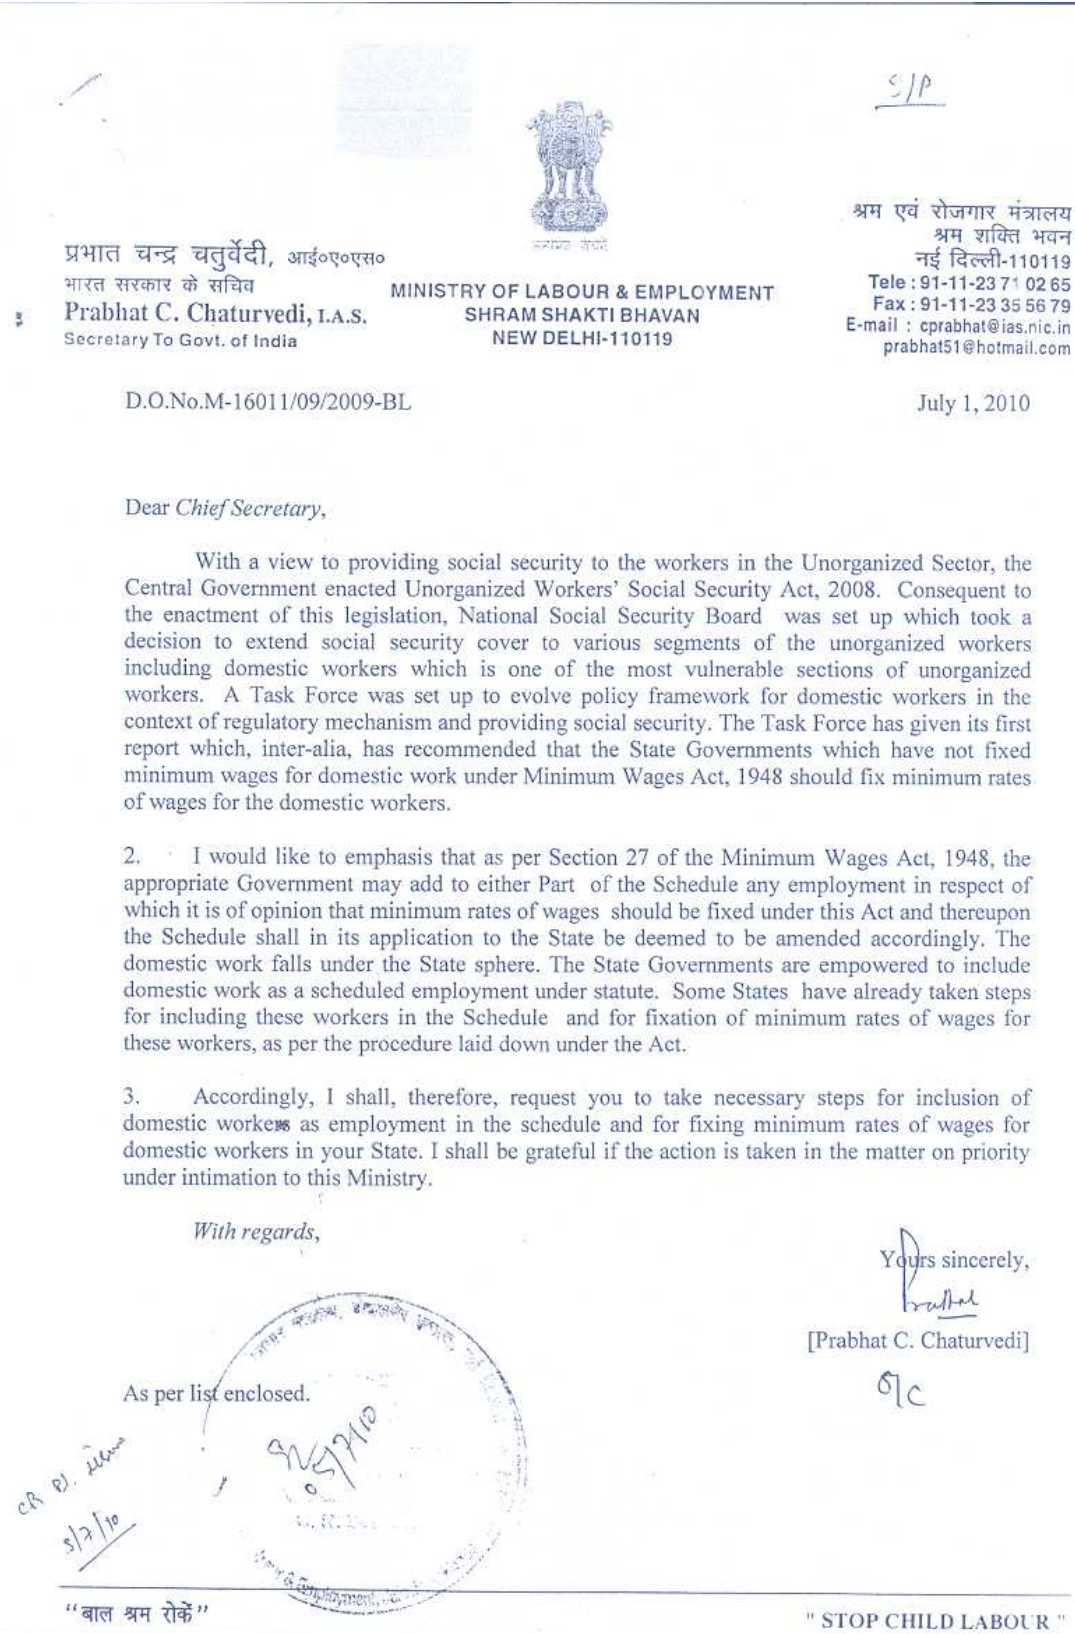 S/P
प्रभात चन्द्र चतुर्वेदी, आई०ए०एस०
भारत सरकार के सचिव
Prabhat C. Chaturvedi, I.A.S.
Secretary To Govt. of India
MINISTRY OF LABOUR & EMPLOYMENT
SHRAM SHAKTI BHAVAN
NEW DELHI-110119
श्रम एवं रोजगार मंत्रालय
श्रम शक्ति भवन
नई दिल्ली-110119
Tele : 91-11-23 71 02 65
Fax : 91-11-23 35 56 79
E-mail : cprabhat@ias.nic.in
prabhat51@hotmail.com
D.O.No.M-16011/09/2009-BL
July 1, 2010
Dear Chief Secretary,
With a view to providing social security to the workers in the Unorganized Sector, the
Central Government enacted Unorganized Workers' Social Security Act, 2008. Consequent to
the enactment of this legislation, National Social Security Board was set up which took a
decision to extend social security cover to various segments of the unorganized workers
including domestic workers which is one of the most vulnerable sections of unorganized
workers. A Task Force was set up to evolve policy framework for domestic workers in the
context of regulatory mechanism and providing social security. The Task Force has given its first
report which, inter-alia, has recommended that the State Governments which have not fixed
minimum wages for domestic work under Minimum Wages Act, 1948 should fix minimum rates
of wages for the domestic workers.
2. I would like to emphasis that as per Section 27 of the Minimum Wages Act, 1948, the
appropriate Government may add to either Part of the Schedule any employment in respect of
which it is of opinion that minimum rates of wages should be fixed under this Act and thereupon
the Schedule shall in its application to the State be deemed to be amended accordingly. The
domestic work falls under the State sphere. The State Governments are empowered to include
domestic work as a scheduled employment under statute. Some States have already taken steps
for including these workers in the Schedule and for fixation of minimum rates of wages for
these workers, as per the procedure laid down under the Act.
3. Accordingly, I shall, therefore, request you to take necessary steps for inclusion of
domestic workers as employment in the schedule and for fixing minimum rates of wages for
domestic workers in your State. I shall be grateful if the action is taken in the matter on priority
under intimation to this Ministry.
With regards,
Yours sincerely,
[Prabhat C. Chaturvedi]
As per list enclosed.
05/7/10
5/7/10
& Employment,
“बाल श्रम रोकें”
" STOP CHILD LABOUR "